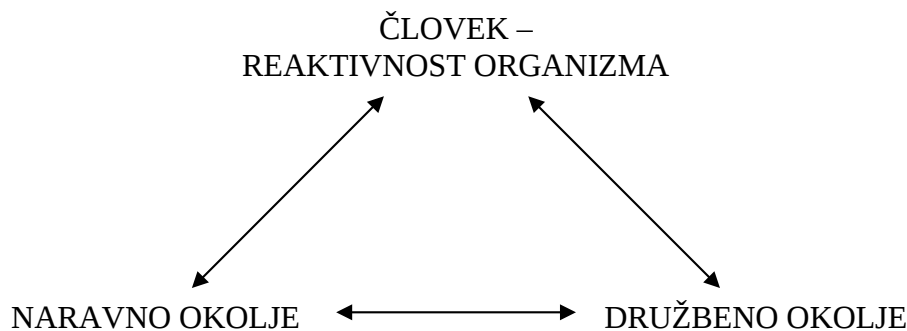 ČLOVEK –
REAKTIVNOST ORGANIZMA
NARAVNO OKOLJE
DRUŽBENO OKOLJE